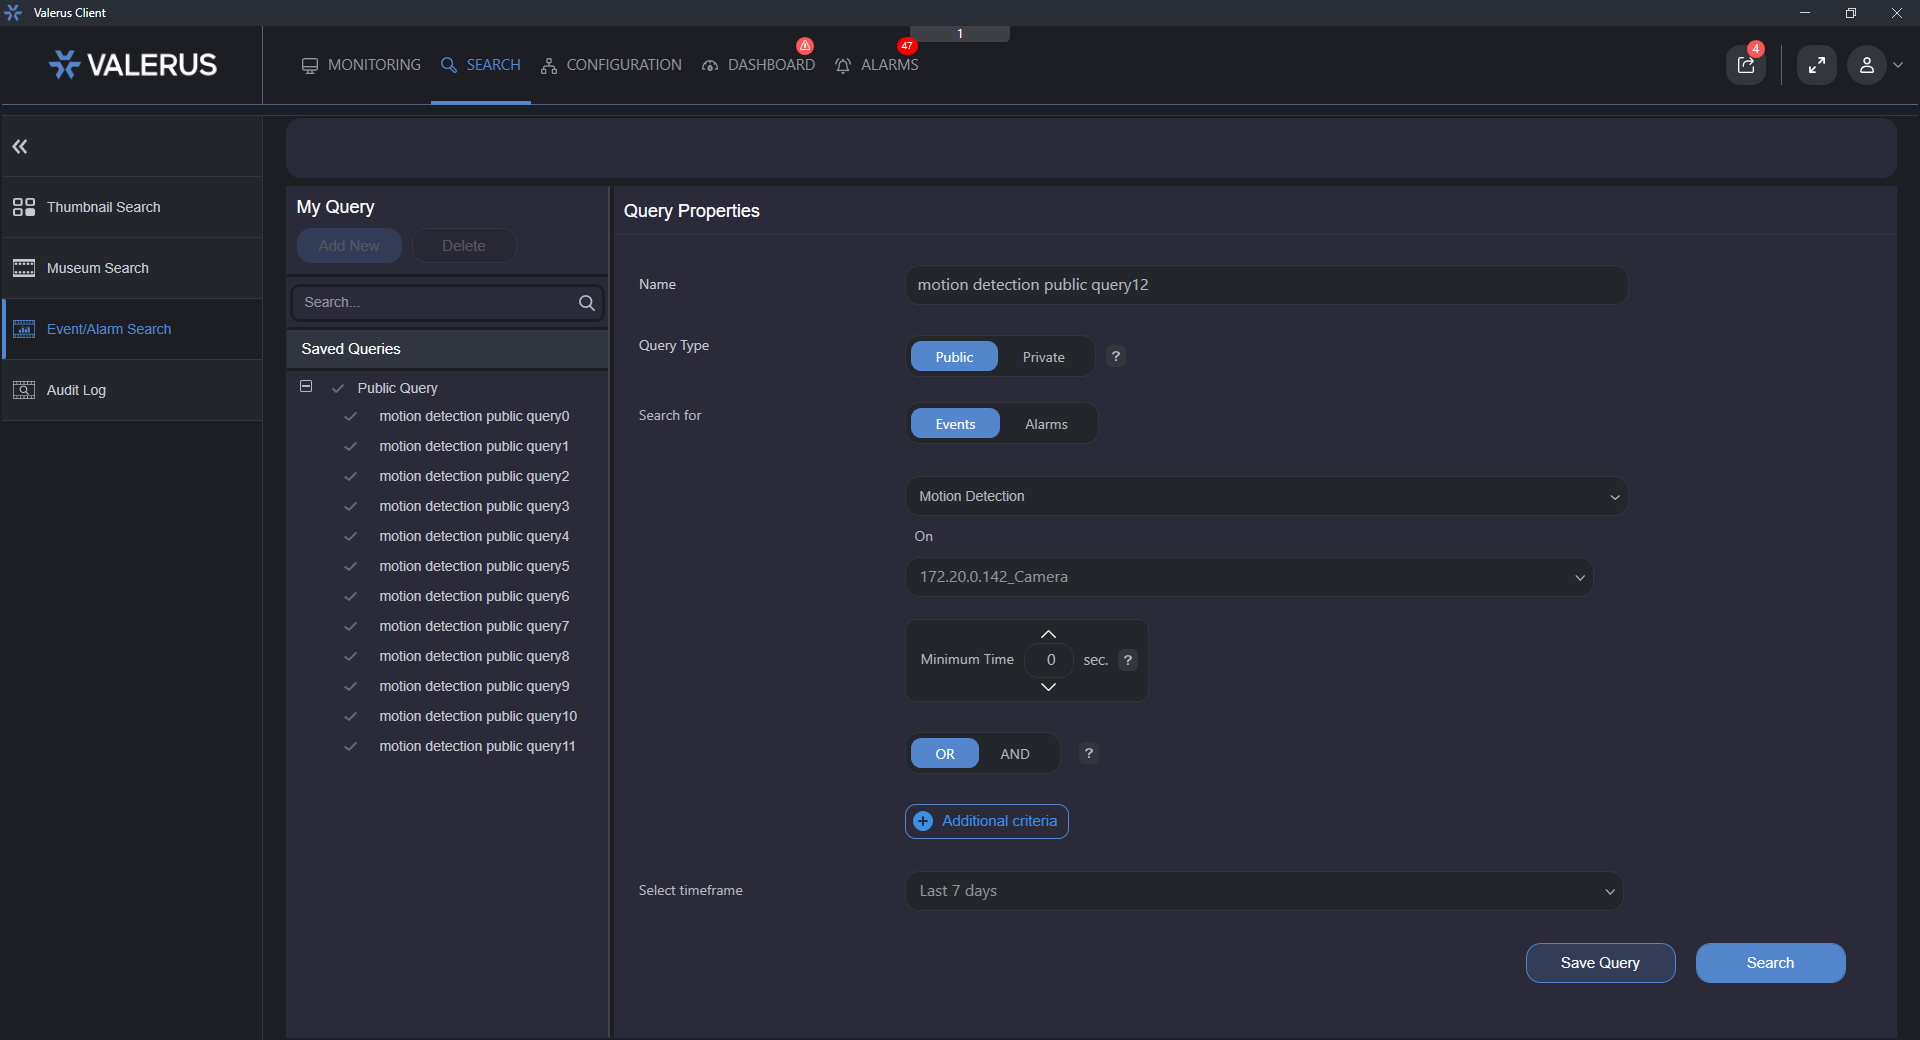 Valerus Client
1
VALERUS
MONITORING
SEARCH
CONFIGURATION
DASHBOARD
47
ALARMS
4
Thumbnail Search
Museum Search
Event/Alarm Search
Audit Log
My Query
Add New
Delete
Search...
Saved Queries
Public Query
motion detection public query0
motion detection public query1
motion detection public query2
motion detection public query3
motion detection public query4
motion detection public query5
motion detection public query6
motion detection public query7
motion detection public query8
motion detection public query9
motion detection public query10
motion detection public query11
Query Properties
Name
motion detection public query12
Query Type
Public
Private
?
Search for
Events
Alarms
Motion Detection
On
172.20.0.142_Camera
Minimum Time
0
sec.
?
OR
AND
?
Additional criteria
Select timeframe
Last 7 days
Save Query
Search